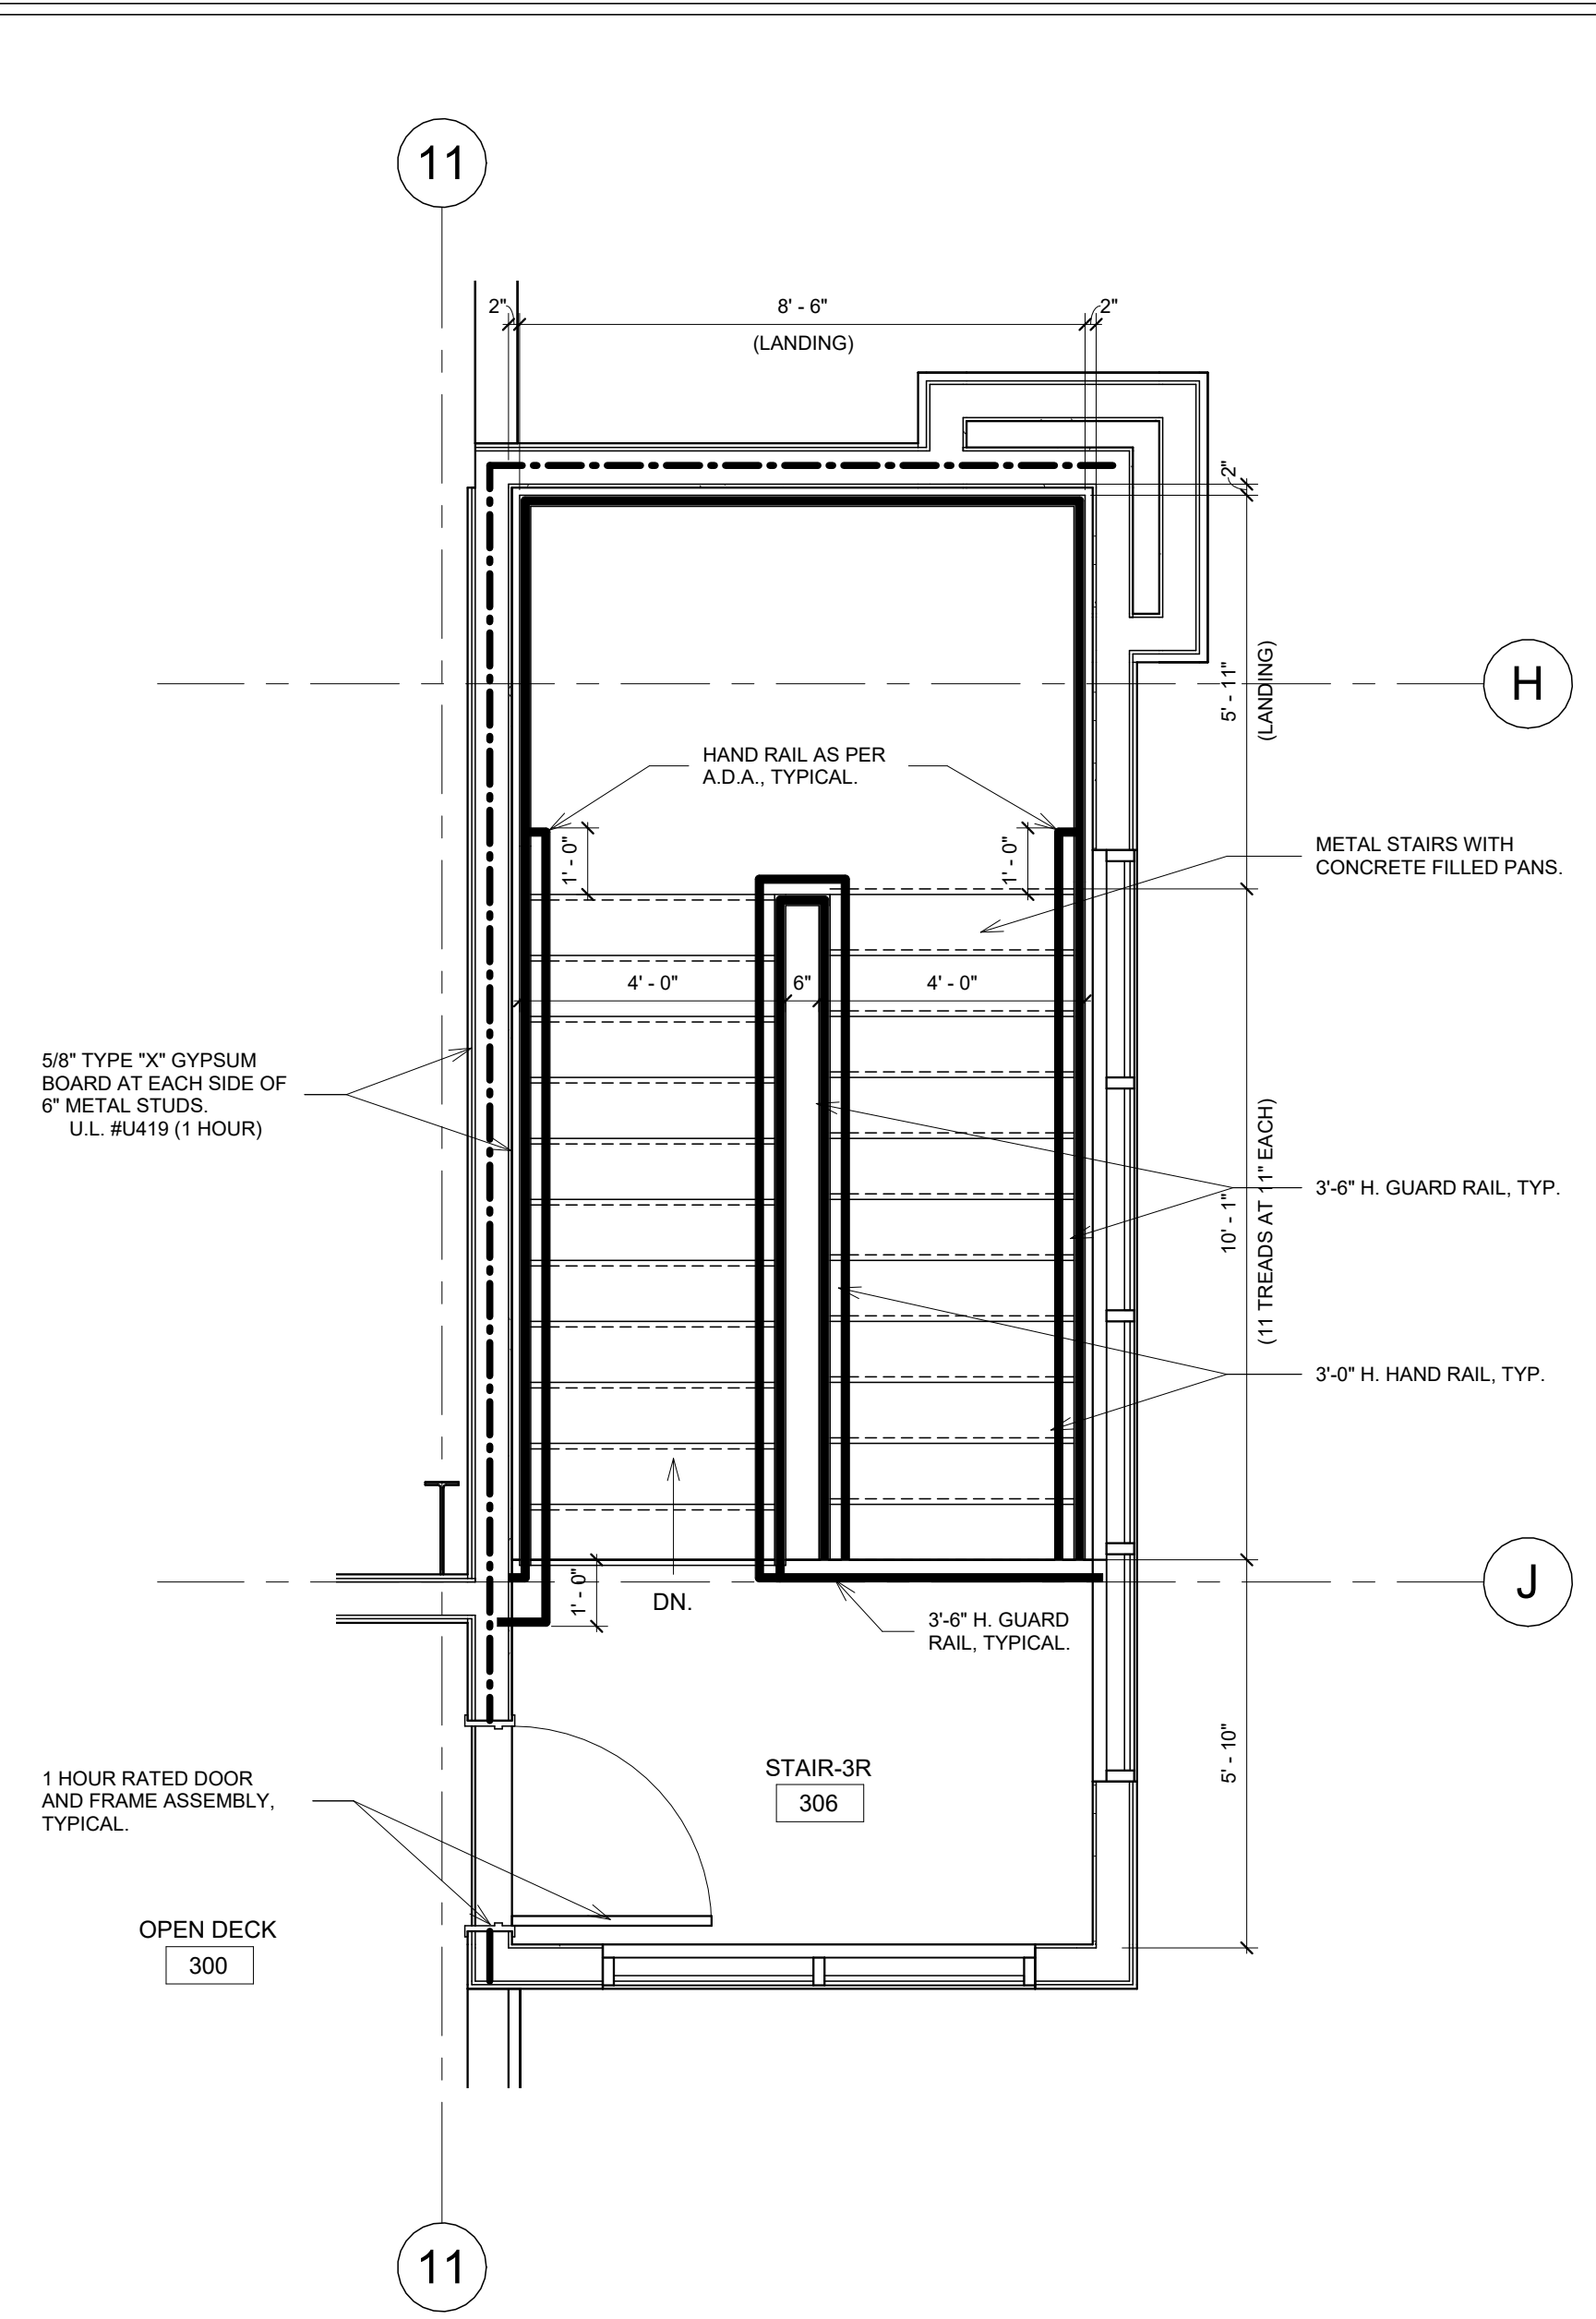 11
2"
8' - 6"
2"
(LANDING)
2"
5' - 11"
(LANDING)
H
HAND RAIL AS PER
A.D.A., TYPICAL.
1' - 0"
1' - 0"
METAL STAIRS WITH
CONCRETE FILLED PANS.
4' - 0"
6"
4' - 0"
5/8" TYPE "X" GYPSUM
BOARD AT EACH SIDE OF
6" METAL STUDS.
U.L. #U419 (1 HOUR)
10' - 1"
(11 TREADS AT 11" EACH)
3'-6" H. GUARD RAIL, TYP.
3'-0" H. HAND RAIL, TYP.
1' - 0"
DN.
J
3'-6" H. GUARD
RAIL, TYPICAL.
5' - 10"
STAIR-3R
306
1 HOUR RATED DOOR
AND FRAME ASSEMBLY,
TYPICAL.
OPEN DECK
300
11